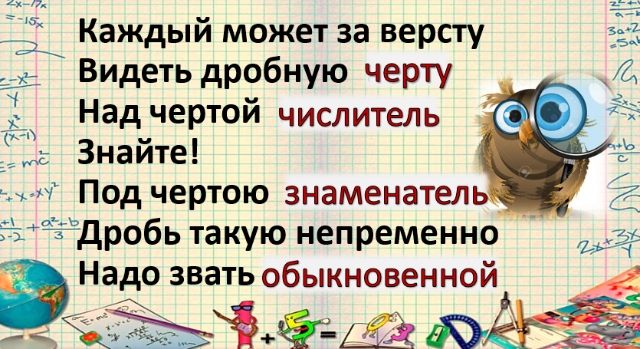 Каждый может за версту
Видеть дробную черту
Над чертой числитель
Знайте!
Под чертою знаменатель
Дробь такую непременно
Надо звать обыкновенной